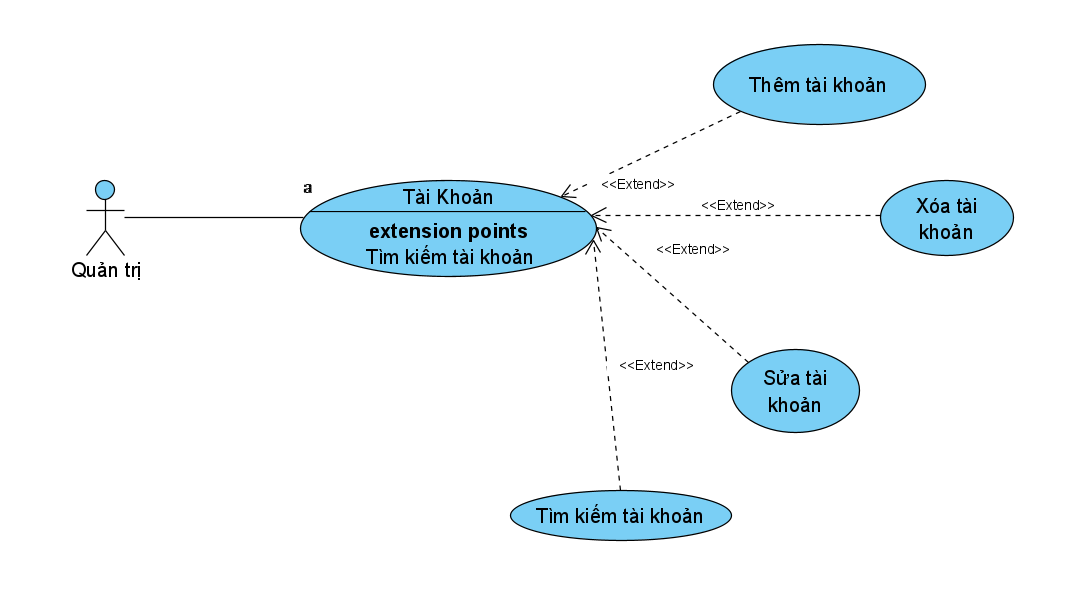 Thêm tài khoản
<<Extend>>
a
Tài Khoản
extension points
Tìm kiếm tài khoản
<<Extend>>
Xóa tài
khoản
Quản trị
<<Extend>>
<<Extend>>
Sửa tài
khoản
Tìm kiếm tài khoản